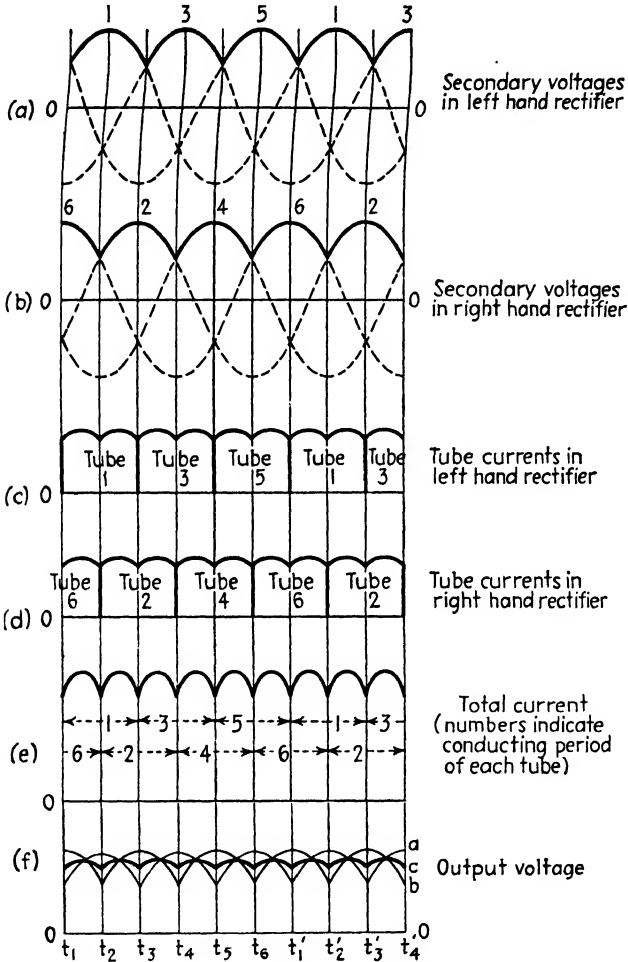 1 3 5 1 3
(a) 0 0 Secondary voltages
in left hand rectifier
6 2 4 6 2
(b) 0 0 Secondary voltages
in right hand rectifier
Tube 1 Tube 3 Tube 5 Tube 1 Tube 3
(c) 0 Tube currents in
left hand rectifier
Tube 6 Tube 2 Tube 4 Tube 6 Tube 2
(d) 0 Tube currents in
right hand rectifier
1 3 5 1 3
6 2 4 6 2
(e) Total current
(numbers indicate
conducting period
of each tube)
0
(f) a
c
b
Output voltage
0 0
t1 t2 t3 t4 t5 t6 t'1 t'2 t'3 t'4